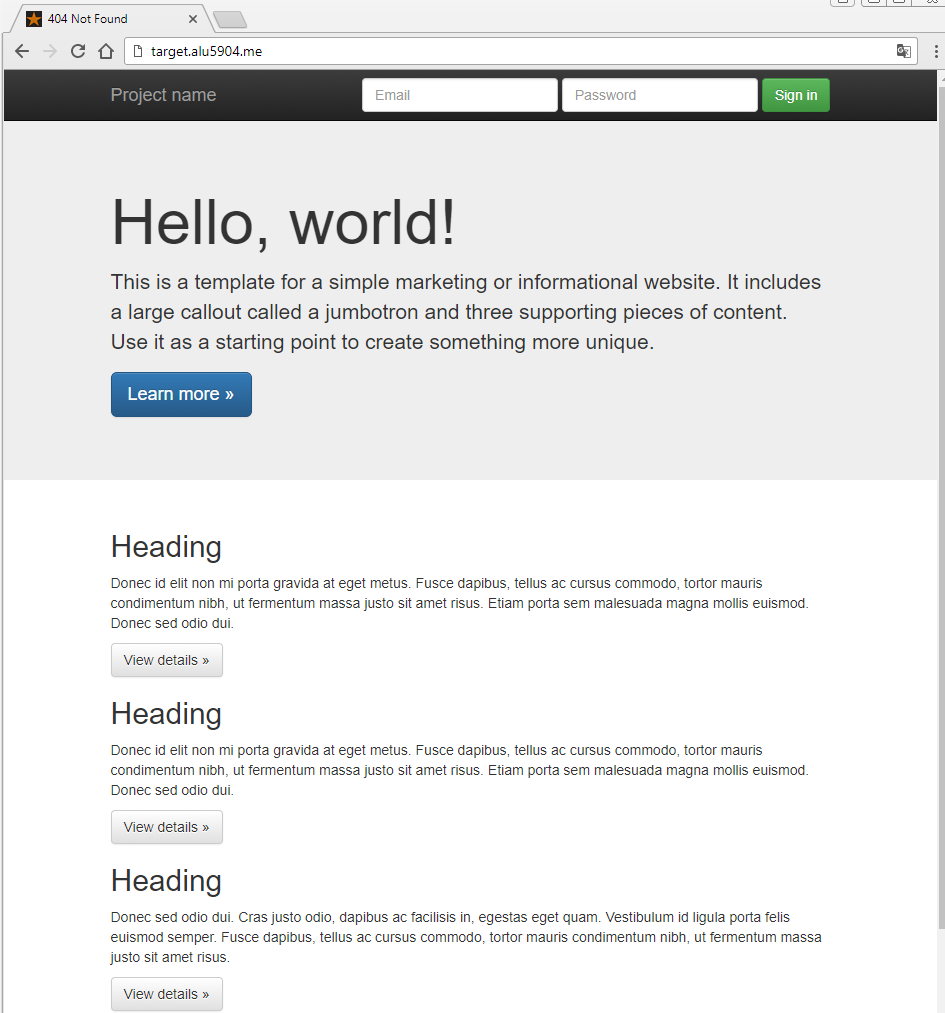 404 Not Found
target.alu5904.me
Project name
Email
Password
Sign in
Hello, world!
This is a template for a simple marketing or informational website. It includes
a large callout called a jumbotron and three supporting pieces of content.
Use it as a starting point to create something more unique.
Learn more »
Heading
Donec id elit non mi porta gravida at eget metus. Fusce dapibus, tellus ac cursus commodo, tortor mauris
condimentum nibh, ut fermentum massa justo sit amet risus. Etiam porta sem malesuada magna mollis euismod.
Donec sed odio dui.
View details »
Heading
Donec id elit non mi porta gravida at eget metus. Fusce dapibus, tellus ac cursus commodo, tortor mauris
condimentum nibh, ut fermentum massa justo sit amet risus. Etiam porta sem malesuada magna mollis euismod.
Donec sed odio dui.
View details »
Heading
Donec sed odio dui. Cras justo odio, dapibus ac facilisis in, egestas eget quam. Vestibulum id ligula porta felis
euismod semper. Fusce dapibus, tellus ac cursus commodo, tortor mauris condimentum nibh, ut fermentum massa
justo sit amet risus.
View details »